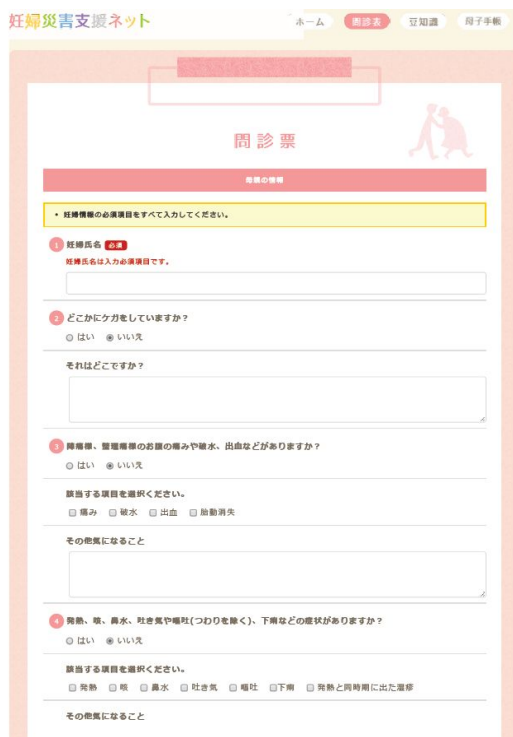 妊婦災害支援ネット
ホーム 問診表 豆知識 母子手帳
問診票
母親の情報
• 妊婦情報の必須項目をすべて入力してください。
1 妊婦氏名 必須
妊婦氏名は入力必須項目です。
2 どこかにケガをしていますか？
はい いいえ
それはどこですか？
3 陣痛様、整理痛様のお腹の痛みや破水、出血などがありますか？
はい いいえ
該当する項目を選択ください。
痛み 破水 出血 胎動消失
その他気になること
4 発熱、咳、鼻水、吐き気や嘔吐(つわりを除く)、下痢などの症状がありますか？
はい いいえ
該当する項目を選択ください。
発熱 咳 鼻水 吐き気 嘔吐 下痢 発熱と同時期に出た湿疹
その他気になること